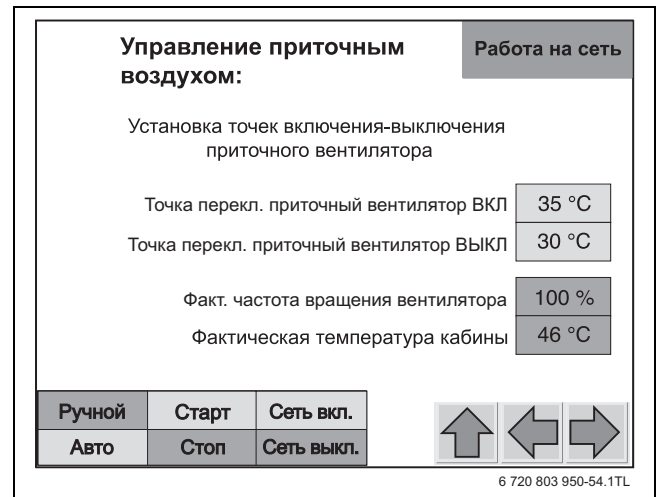 Управление приточным
воздухом:
Работа на сеть
Установка точек включения-выключения
приточного вентилятора
Точка перекл. приточный вентилятор ВКЛ 35 °C
Точка перекл. приточный вентилятор ВЫКЛ 30 °C
Факт. частота вращения вентилятора 100 %
Фактическая температура кабины 46 °C
Ручной Старт Сеть вкл.
Авто Стоп Сеть выкл.
6 720 803 950-54.1TL